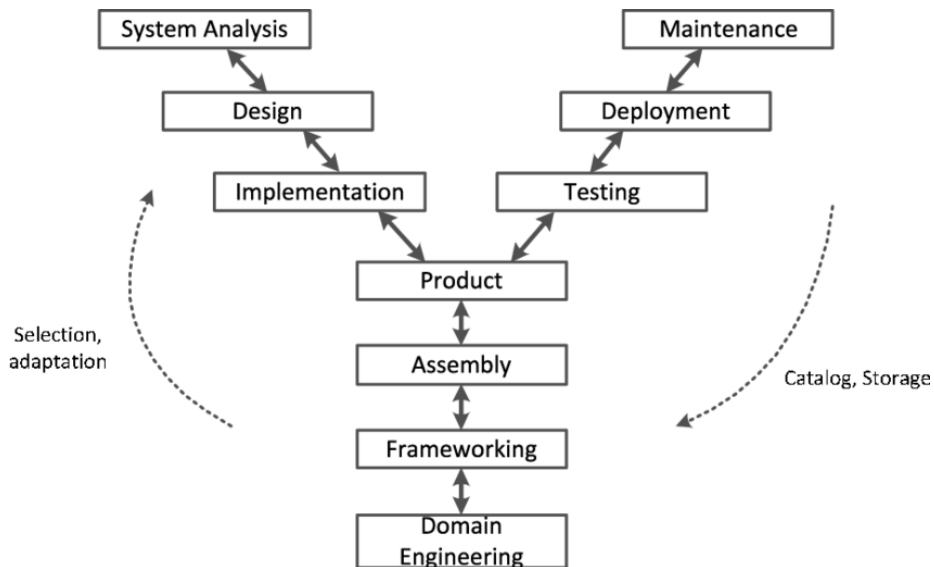 System Analysis
Maintenance
Design
Deployment
Implementation
Testing
Product
Selection,
adaptation
Assembly
Catalog, Storage
Frameworking
Domain
Engineering